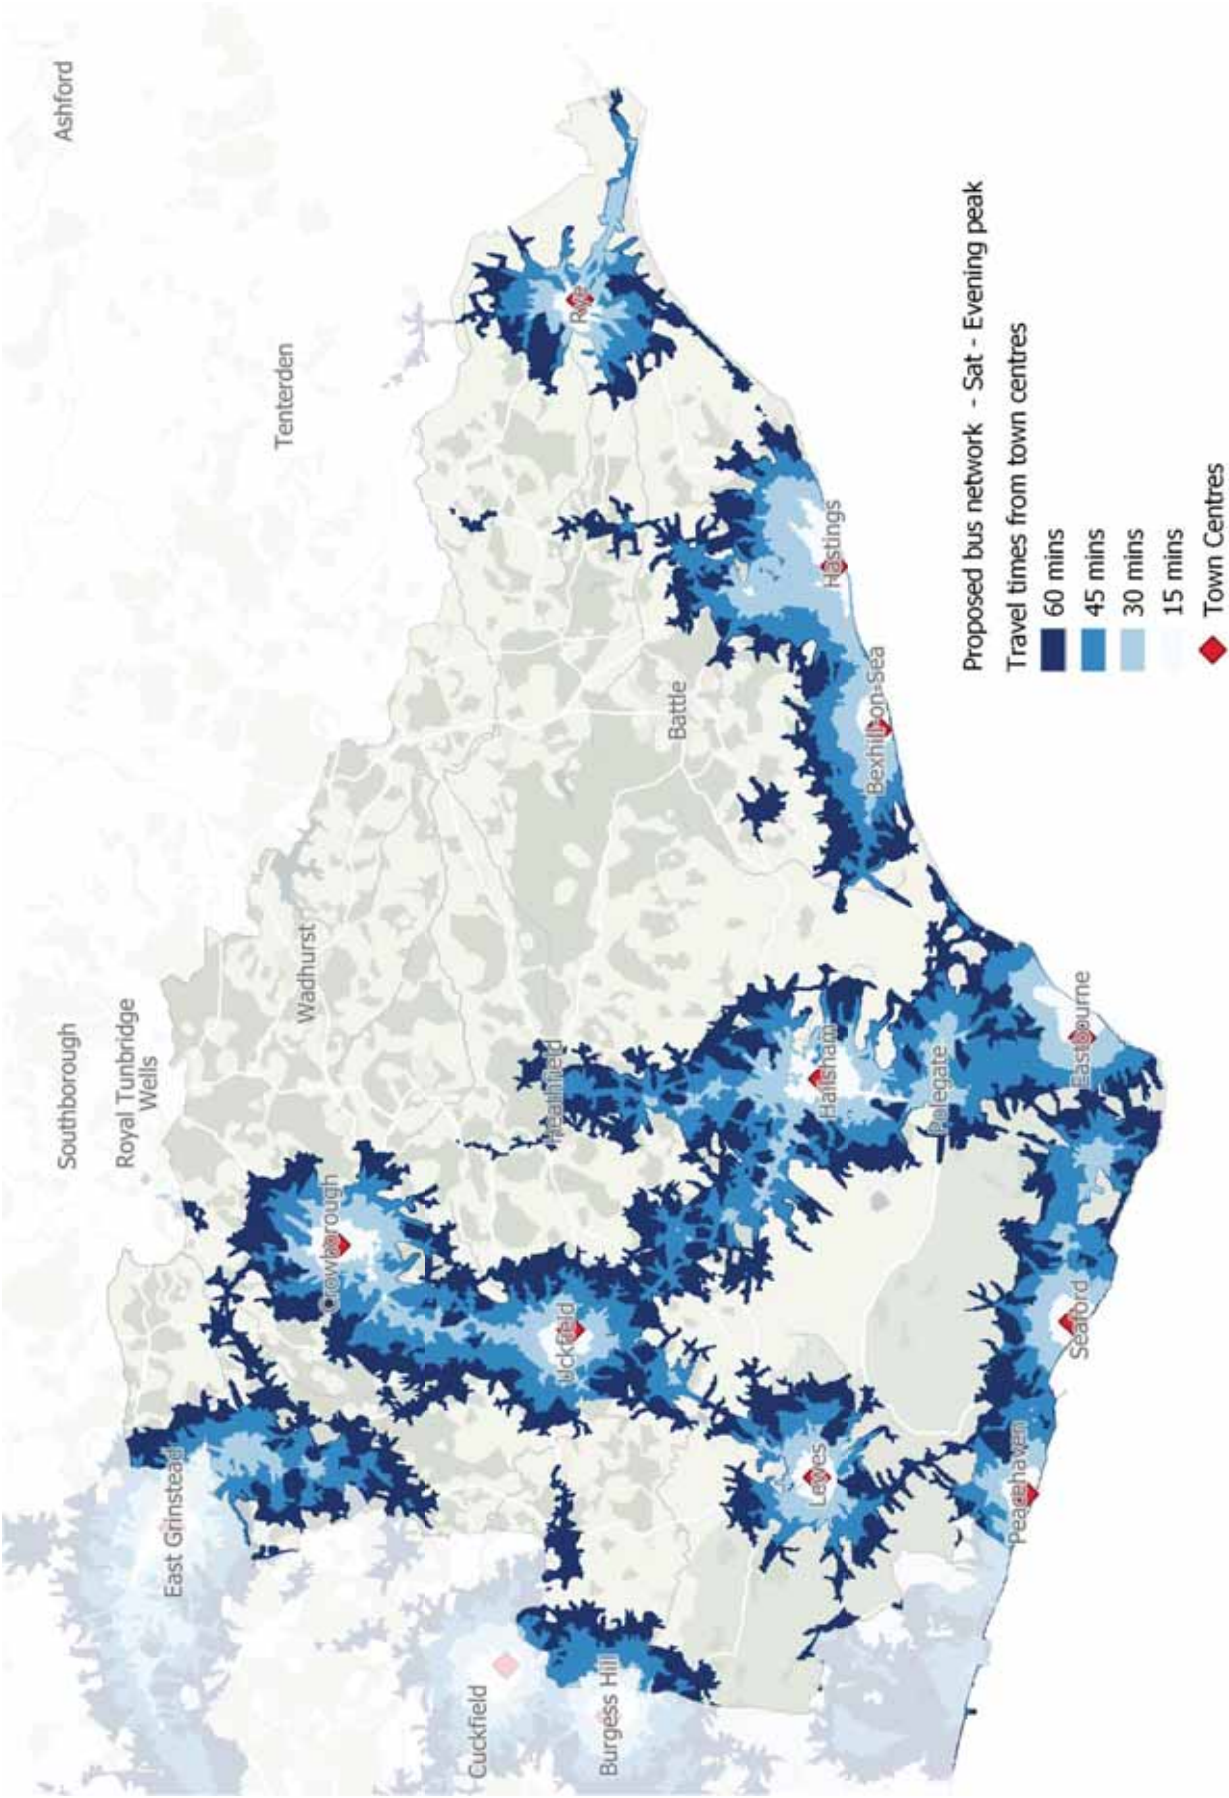 Ashford
Tenterden
Southborough
Royal Tunbridge
Wells
Wadhurst
East Grinstead
Crowborough
Rye
Battle
Hastings
Bexhill-on-Sea
Heathfield
Uckfield
Hailsham
Polegate
Eastbourne
Cuckfield
Burgess Hill
Lewes
Seaford
Peacehaven
Proposed bus network - Sat - Evening peak
Travel times from town centres
60 mins
45 mins
30 mins
15 mins
Town Centres